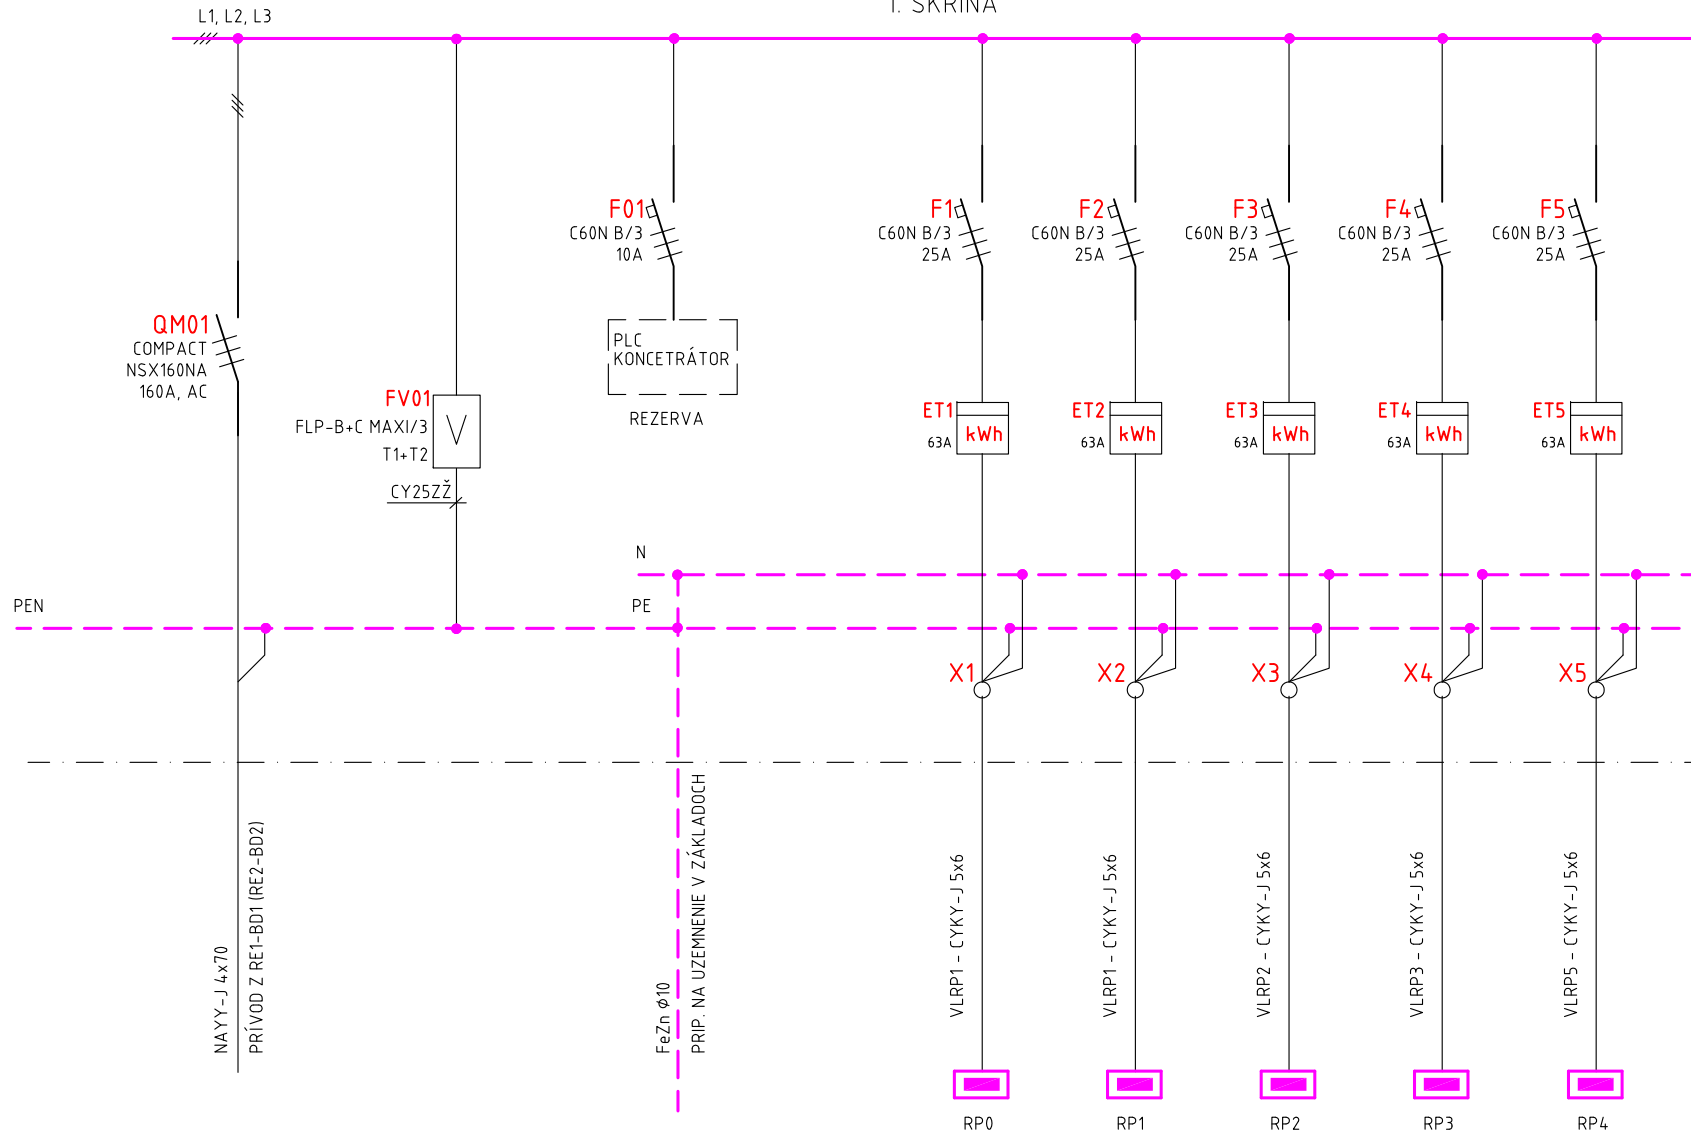 I. SKRIŇA
L1, L2, L3
F01
C60N B/3
10A
F1
C60N B/3
25A
F2
C60N B/3
25A
F3
C60N B/3
25A
F4
C60N B/3
25A
F5
C60N B/3
25A
QM01
COMPACT
NSX160NA
160A, AC
PLC
KONCETRÁTOR
REZERVA
FV01
FLP-B+C MAXI/3
T1+T2
CY25ZŽ
ET1
63A
kWh
ET2
63A
kWh
ET3
63A
kWh
ET4
63A
kWh
ET5
63A
kWh
N
PEN
PE
X1
X2
X3
X4
X5
NAYY-J 4x70
PRÍVOD Z RE1-BD1 (RE2-BD2)
FeZn Ø10
PRIP. NA UZEMNENIE V ZÁKLADOCH
VLRP1 - CYKY-J 5x6
VLRP1 - CYKY-J 5x6
VLRP2 - CYKY-J 5x6
VLRP3 - CYKY-J 5x6
VLRP5 - CYKY-J 5x6
RP0
RP1
RP2
RP3
RP4